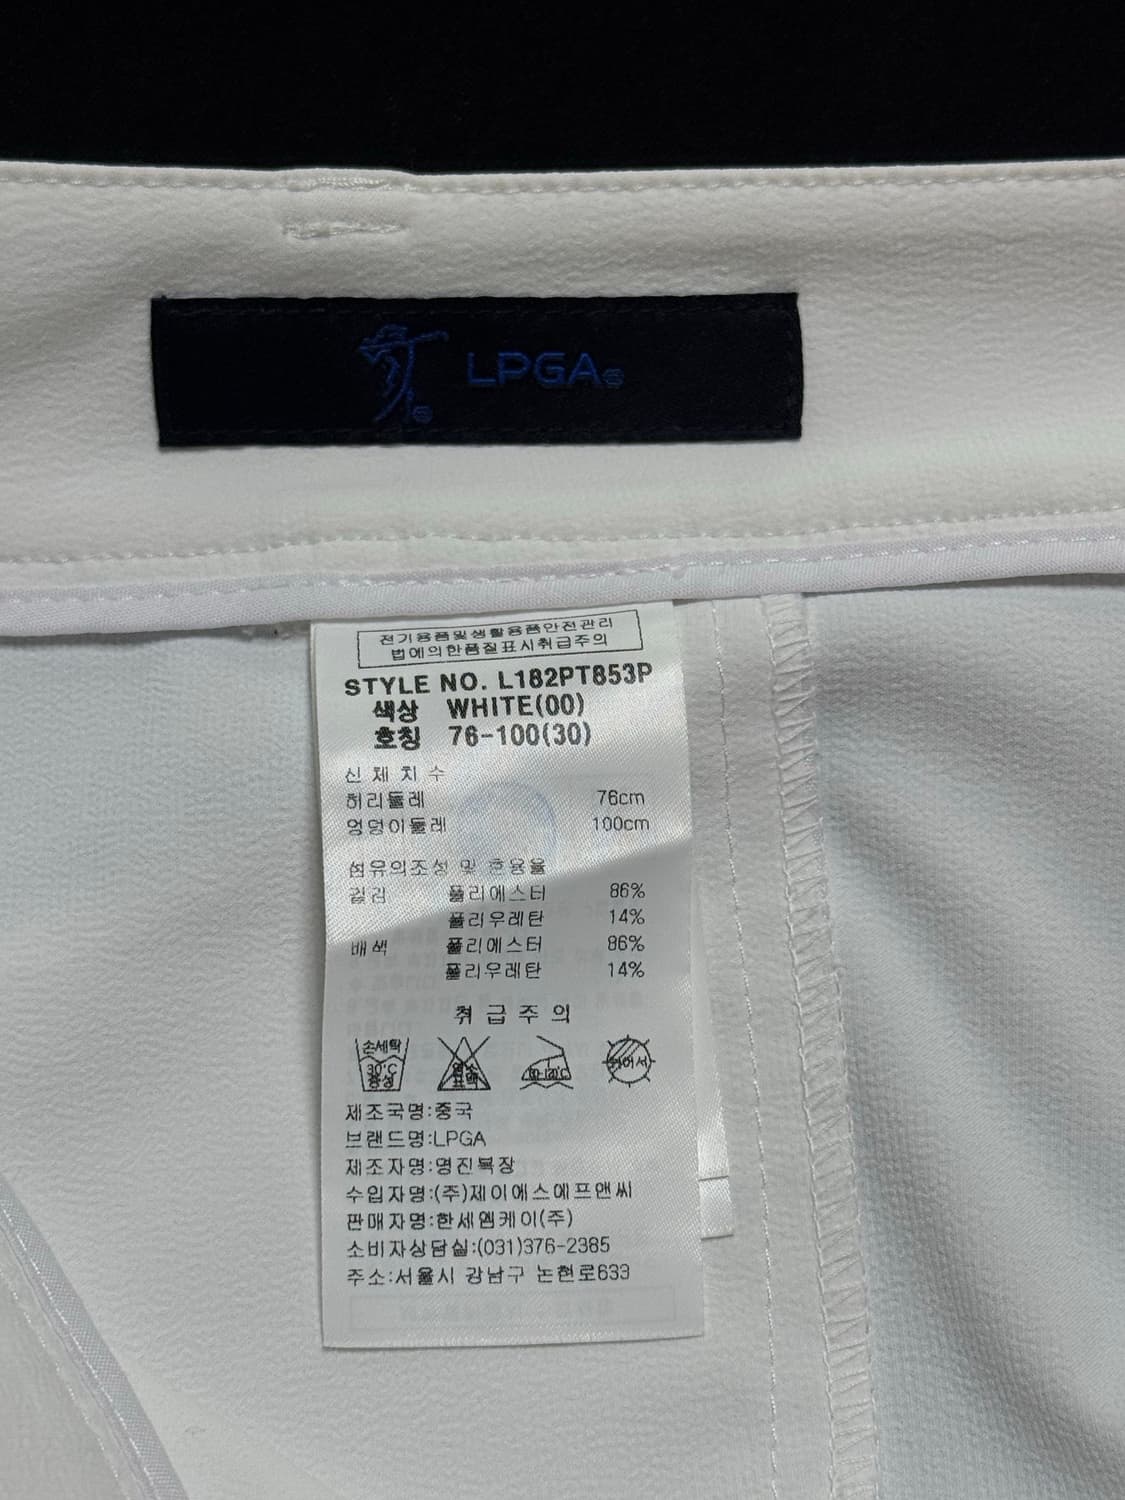 LPGA
전기용품및생활용품안전관리
법에의한품질표시취급주의
STYLE NO. L182PT853P
색상 WHITE(00)
호칭 76-100(30)
신체치수
허리둘레 76cm
엉덩이둘레 100cm
섬유의조성 및 혼용율
겉감 폴리에스터 86%
폴리우레탄 14%
배색 폴리에스터 86%
폴리우레탄 14%
취급주의
손세탁
30°C
중성
염소
표백
제조국명:중국
브랜드명:LPGA
제조자명:영진복장
수입자명:(주)제이에스에프앤씨
판매자명:한세엠케이(주)
소비자상담실:(031)376-2385
주소:서울시 강남구 논현로633